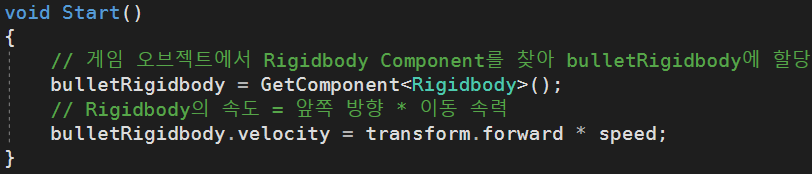 void Start()
{
// 게임 오브젝트에서 Rigidbody Component를 찾아 bulletRigidbody에 할당
bulletRigidbody = GetComponent<Rigidbody>();
// Rigidbody의 속도 = 앞쪽 방향 * 이동 속력
bulletRigidbody.velocity = transform.forward * speed;
}